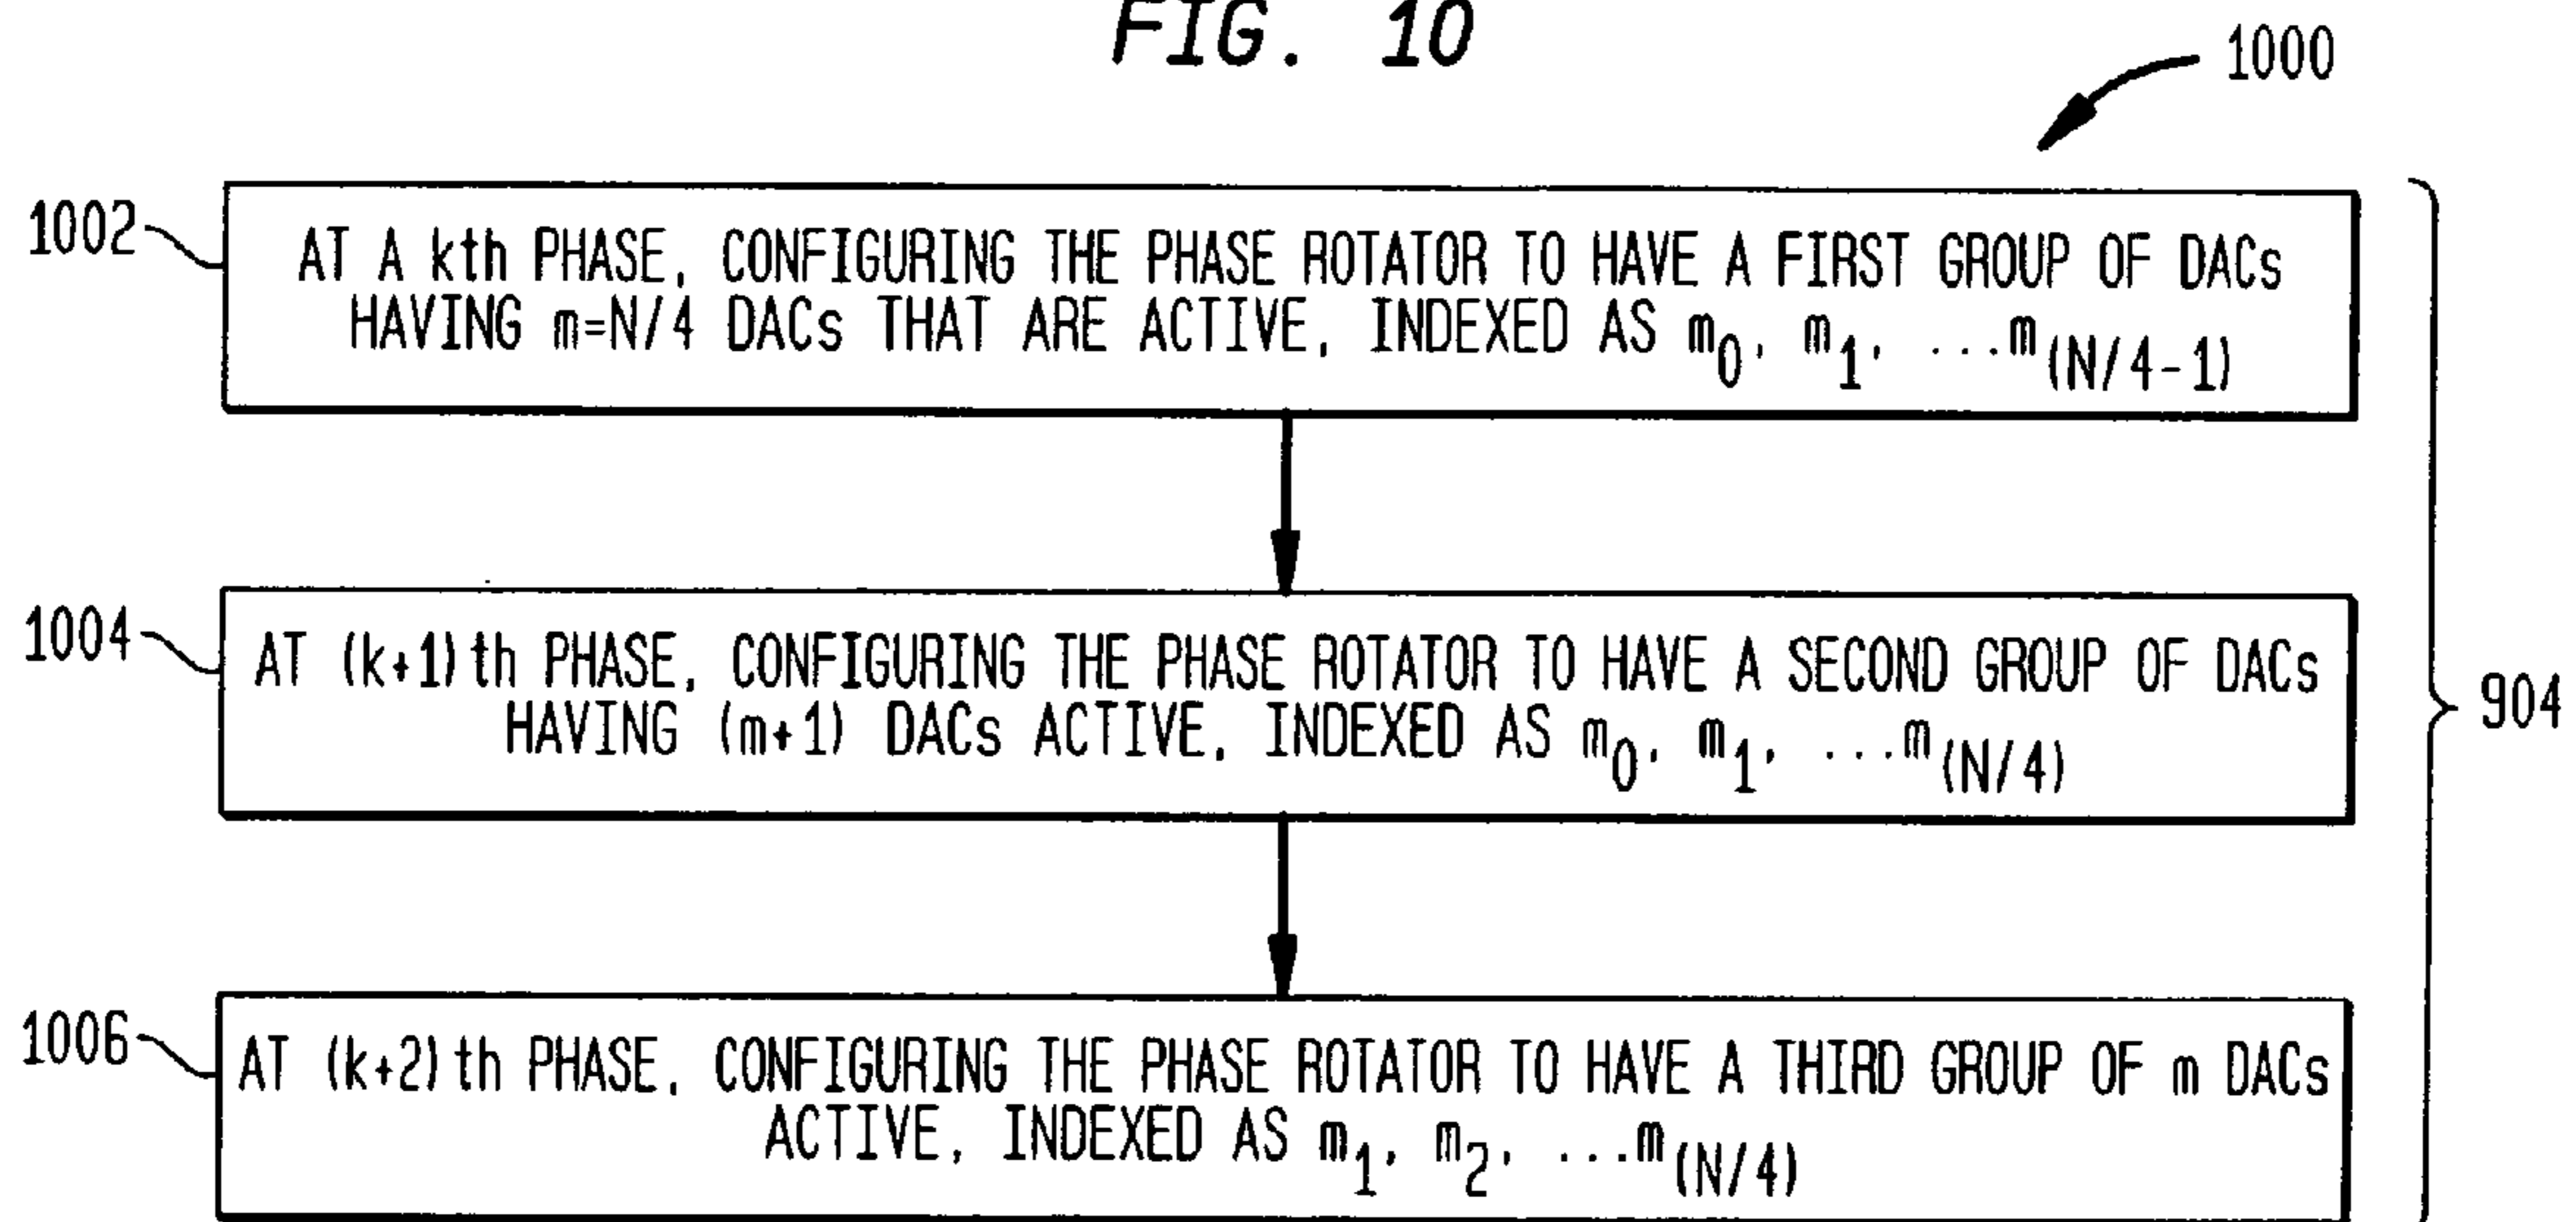 FIG. 10
1000
1002
AT A kth PHASE, CONFIGURING THE PHASE ROTATOR TO HAVE A FIRST GROUP OF DACs
HAVING m=N/4 DACs THAT ARE ACTIVE, INDEXED AS m0, m1, ...m(N/4-1)
1004
AT (k+1)th PHASE, CONFIGURING THE PHASE ROTATOR TO HAVE A SECOND GROUP OF DACs
HAVING (m+1) DACs ACTIVE, INDEXED AS m0, m1, ...m(N/4)
904
1006
AT (k+2)th PHASE, CONFIGURING THE PHASE ROTATOR TO HAVE A THIRD GROUP OF m DACs
ACTIVE, INDEXED AS m1, m2, ...m(N/4)